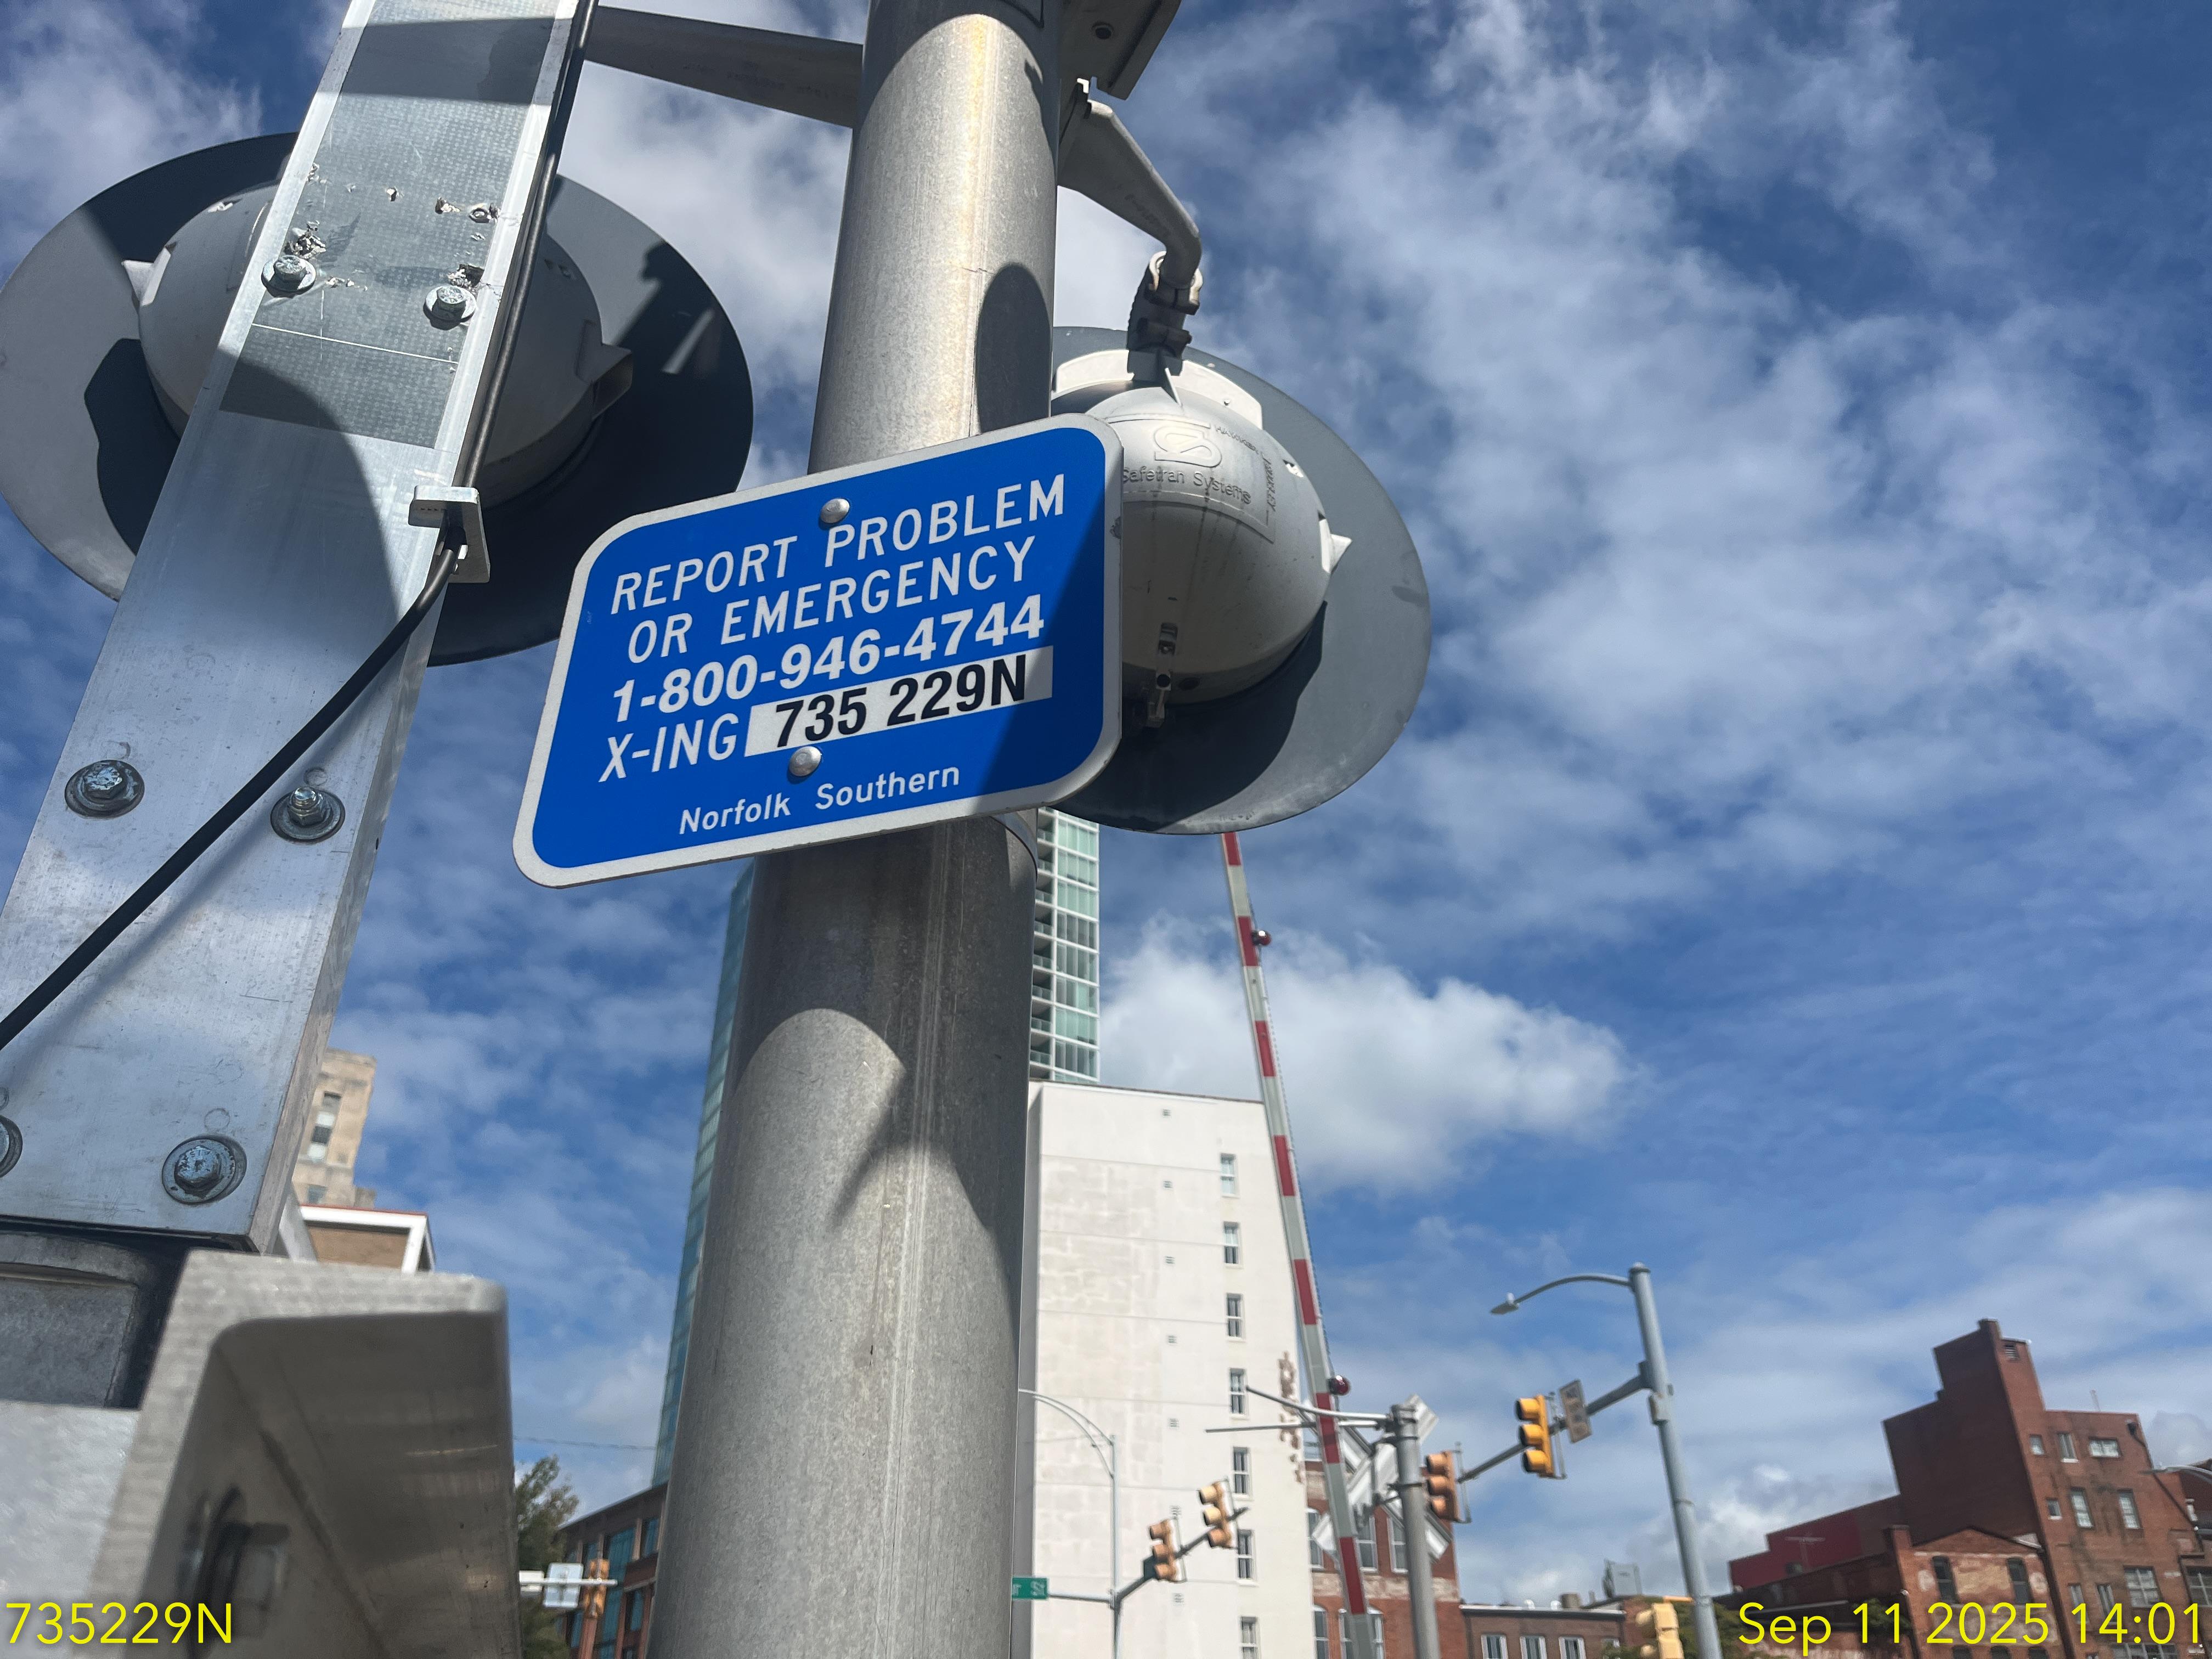 REPORT PROBLEM
OR EMERGENCY
1-800-946-4744
X-ING 735 229N
Norfolk Southern
S
Safetran Systems
735229N
Sep 11 2025 14:01